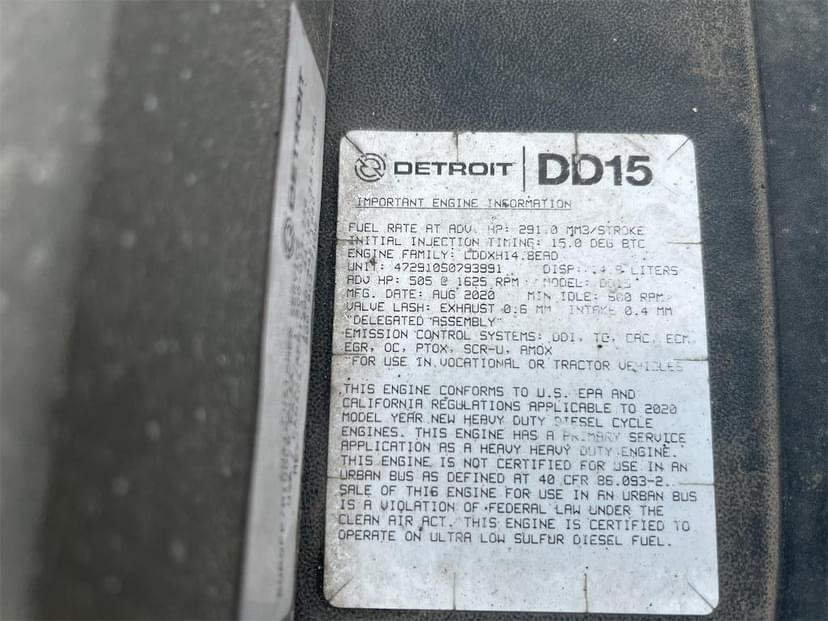 DETROIT DD15
IMPORTANT ENGINE INFORMATION
FUEL RATE AT ADV. HP: 291.0 MM3/STROKE
INITIAL INJECTION TIMING: 15.0 DEG BTC
ENGINE FAMILY: LDDXH14.8EAD
UNIT: 472910S0793991 DISP: 14.8 LITERS
ADV HP: 505 @ 1625 RPM MODEL: DD15
MFG. DATE: AUG 2020 MIN IDLE: 500 RPM
VALVE LASH: EXHAUST 0.6 MM INTAKE 0.4 MM
"DELEGATED ASSEMBLY"
EMISSION CONTROL SYSTEMS: DDI, TC, CAC, ECM
EGR, OC, PTOX, SCR-U, AMOX
"FOR USE IN VOCATIONAL OR TRACTOR VEHICLES
THIS ENGINE CONFORMS TO U.S. EPA AND
CALIFORNIA REGULATIONS APPLICABLE TO 2020
MODEL YEAR NEW HEAVY DUTY DIESEL CYCLE
ENGINES. THIS ENGINE HAS A PRIMARY SERVICE
APPLICATION AS A HEAVY HEAVY DUTY ENGINE.
THIS ENGINE IS NOT CERTIFIED FOR USE IN AN
URBAN BUS AS DEFINED AT 40 CFR 86.093-2.
SALE OF THIS ENGINE FOR USE IN AN URBAN BUS
IS A VIOLATION OF FEDERAL LAW UNDER THE
CLEAN AIR ACT. THIS ENGINE IS CERTIFIED TO
OPERATE ON ULTRA LOW SULFUR DIESEL FUEL.
DETROIT